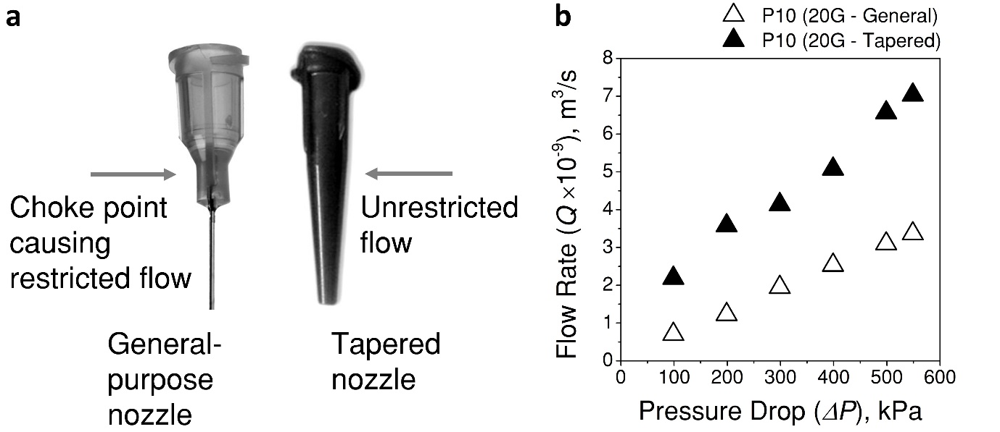 a
Choke point
causing
restricted flow
Unrestricted
flow
General-
purpose
nozzle
Tapered
nozzle
b
P10 (20G - General)
P10 (20G - Tapered)
Flow Rate (Q ×10⁻⁹), m³/s
8
7
6
5
4
3
2
1
0
0 100 200 300 400 500 600
Pressure Drop (ΔP), kPa